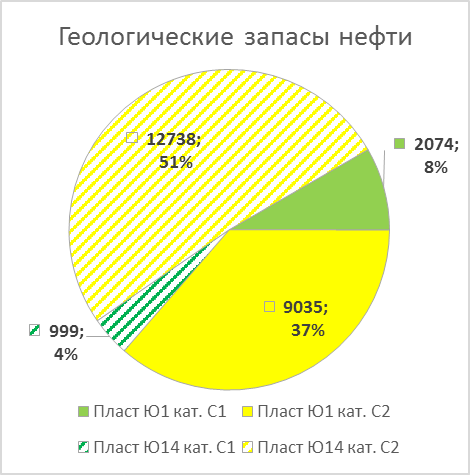 Геологические запасы нефти
12738;
51%
2074;
8%
9035;
37%
999;
4%
Пласт Ю1 кат. С1 Пласт Ю1 кат. С2
Пласт Ю14 кат. С1 Пласт Ю14 кат. С2